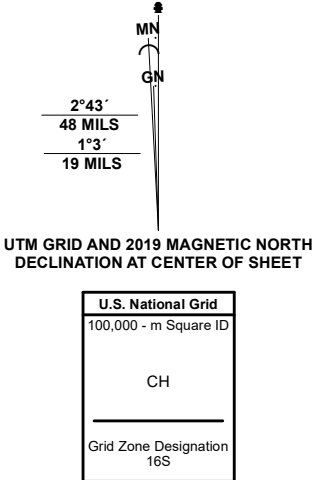 MN
GN
2°43´
48 MILS
1°3´
19 MILS
UTM GRID AND 2019 MAGNETIC NORTH
DECLINATION AT CENTER OF SHEET
U.S. National Grid
100,000 - m Square ID
CH
Grid Zone Designation
16S